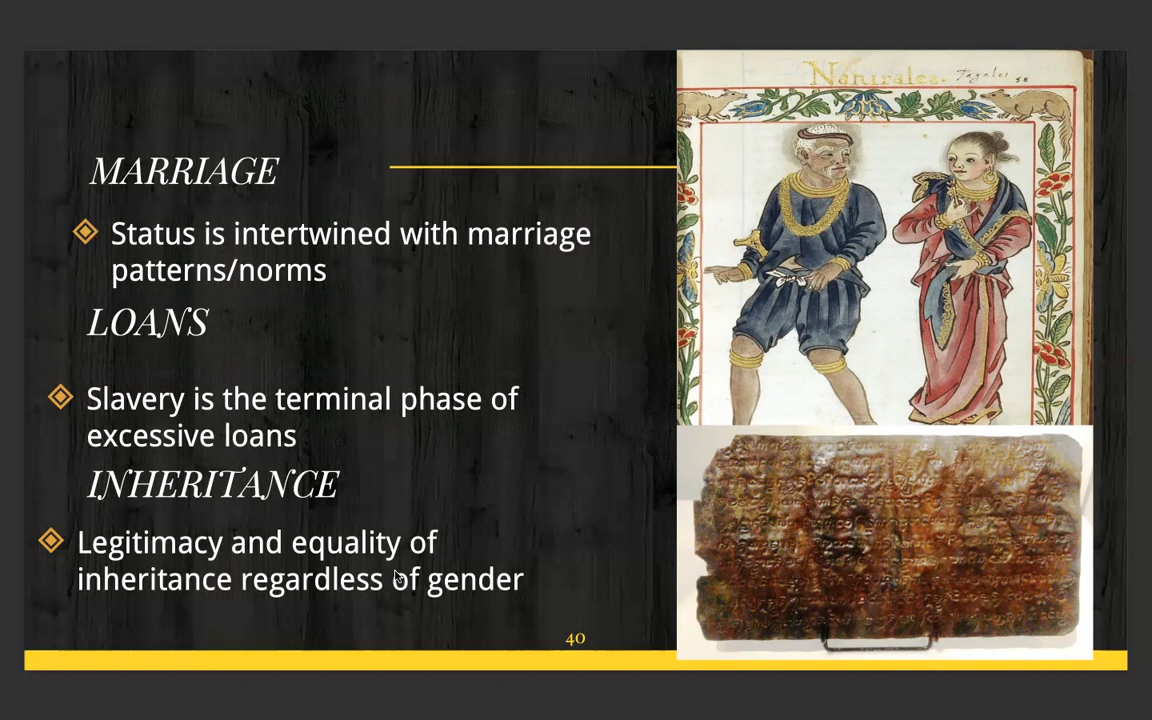 MARRIAGE
Status is intertwined with marriage
patterns/norms
LOANS
Slavery is the terminal phase of
excessive loans
INHERITANCE
Legitimacy and equality of
inheritance regardless of gender
40
Naturales. Tagalos 58